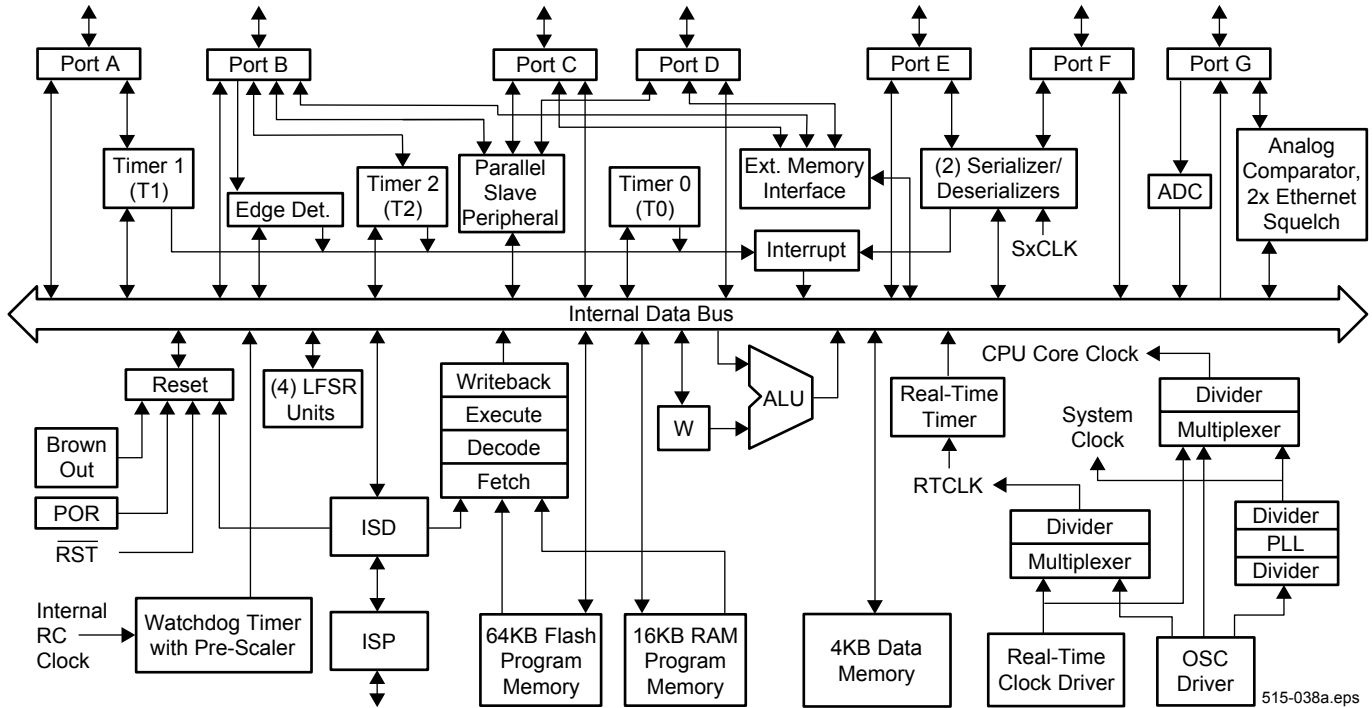 Port A
Port B
Port C
Port D
Port E
Port F
Port G
Timer 1
(T1)
Edge Det.
Timer 2
(T2)
Parallel
Slave
Peripheral
Timer 0
(T0)
Ext. Memory
Interface
(2) Serializer/
Deserializers
ADC
Analog
Comparator,
2x Ethernet
Squelch
Interrupt
SxCLK
Internal Data Bus
Reset
(4) LFSR
Units
Writeback
Execute
Decode
Fetch
W
ALU
Real-Time
Timer
CPU Core Clock
Divider
Multiplexer
System
Clock
Brown
Out
POR
RST
ISD
RTCLK
Divider
Multiplexer
Divider
PLL
Divider
Internal
RC
Clock
Watchdog Timer
with Pre-Scaler
ISP
64KB Flash
Program
Memory
16KB RAM
Program
Memory
4KB Data
Memory
Real-Time
Clock Driver
OSC
Driver
515-038a.eps